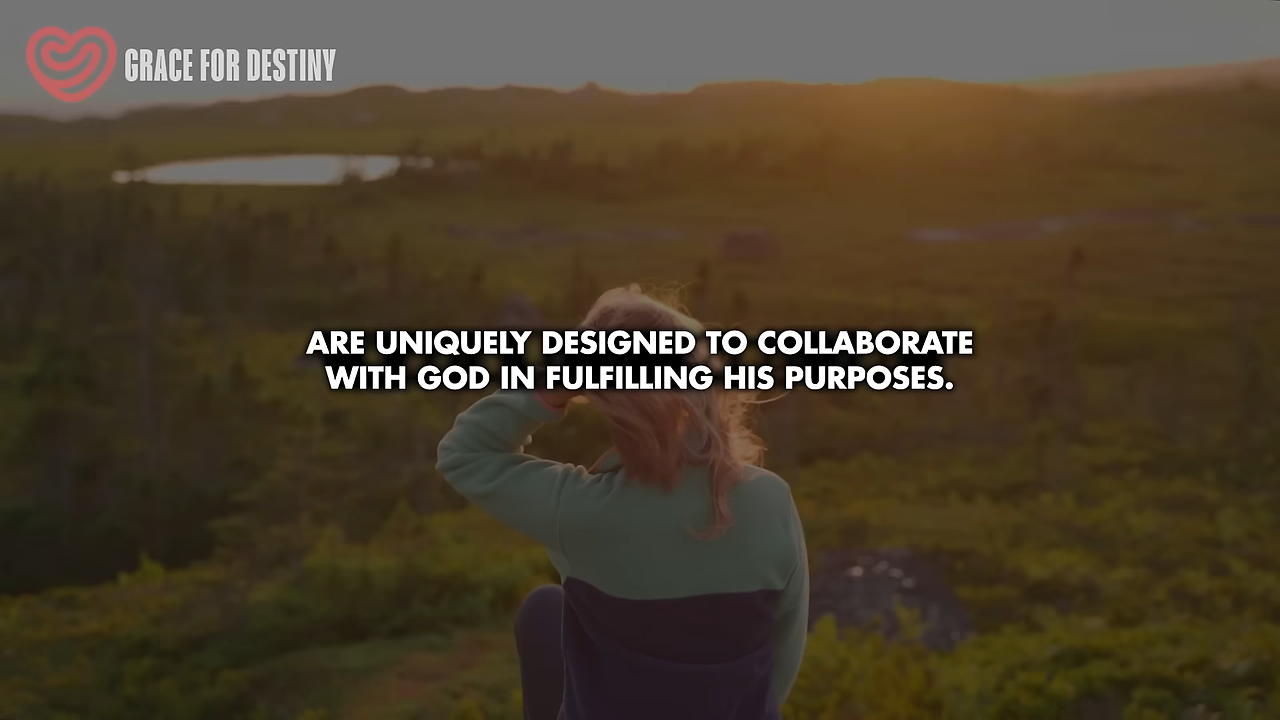 GRACE FOR DESTINY
ARE UNIQUELY DESIGNED TO COLLABORATE
WITH GOD IN FULFILLING HIS PURPOSES.